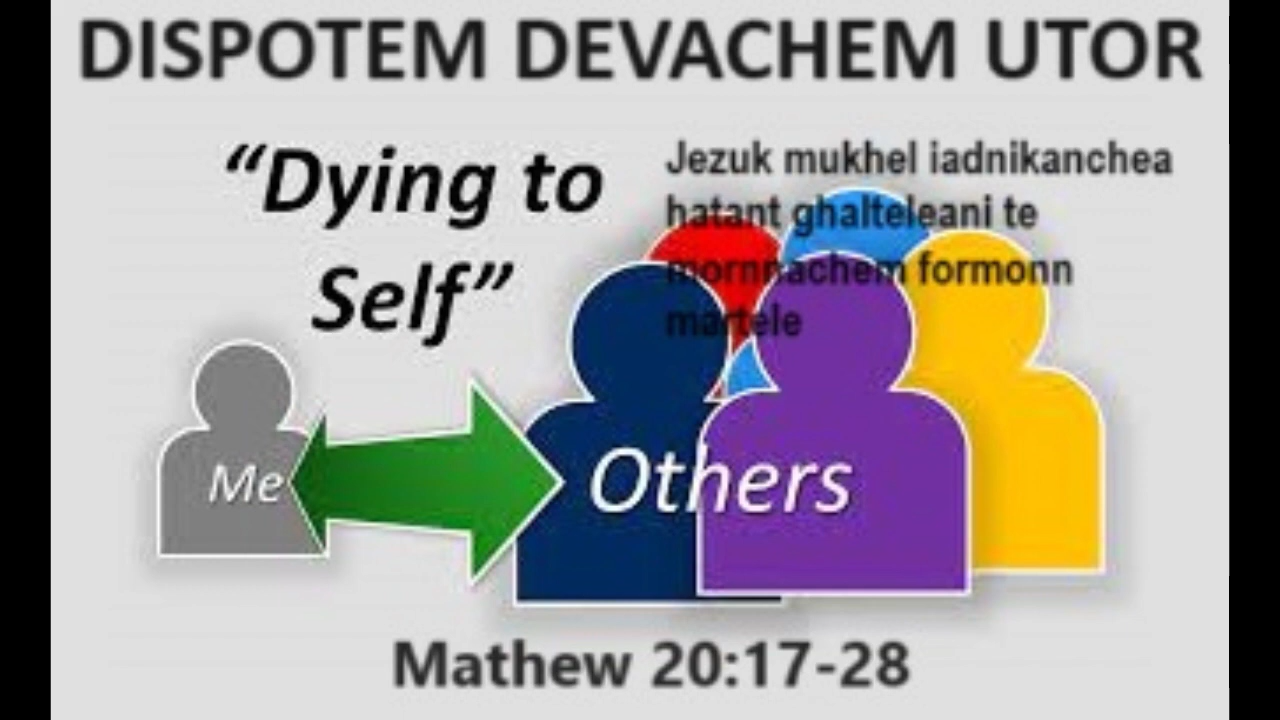 DISPOTEM DEVACHEM UTOR
“Dying to
Self”
Jezuk mukhel iadnikanchea
hatant ghalteleani te
mornnachem formonn
martele
Me
Others
Mathew 20:17-28